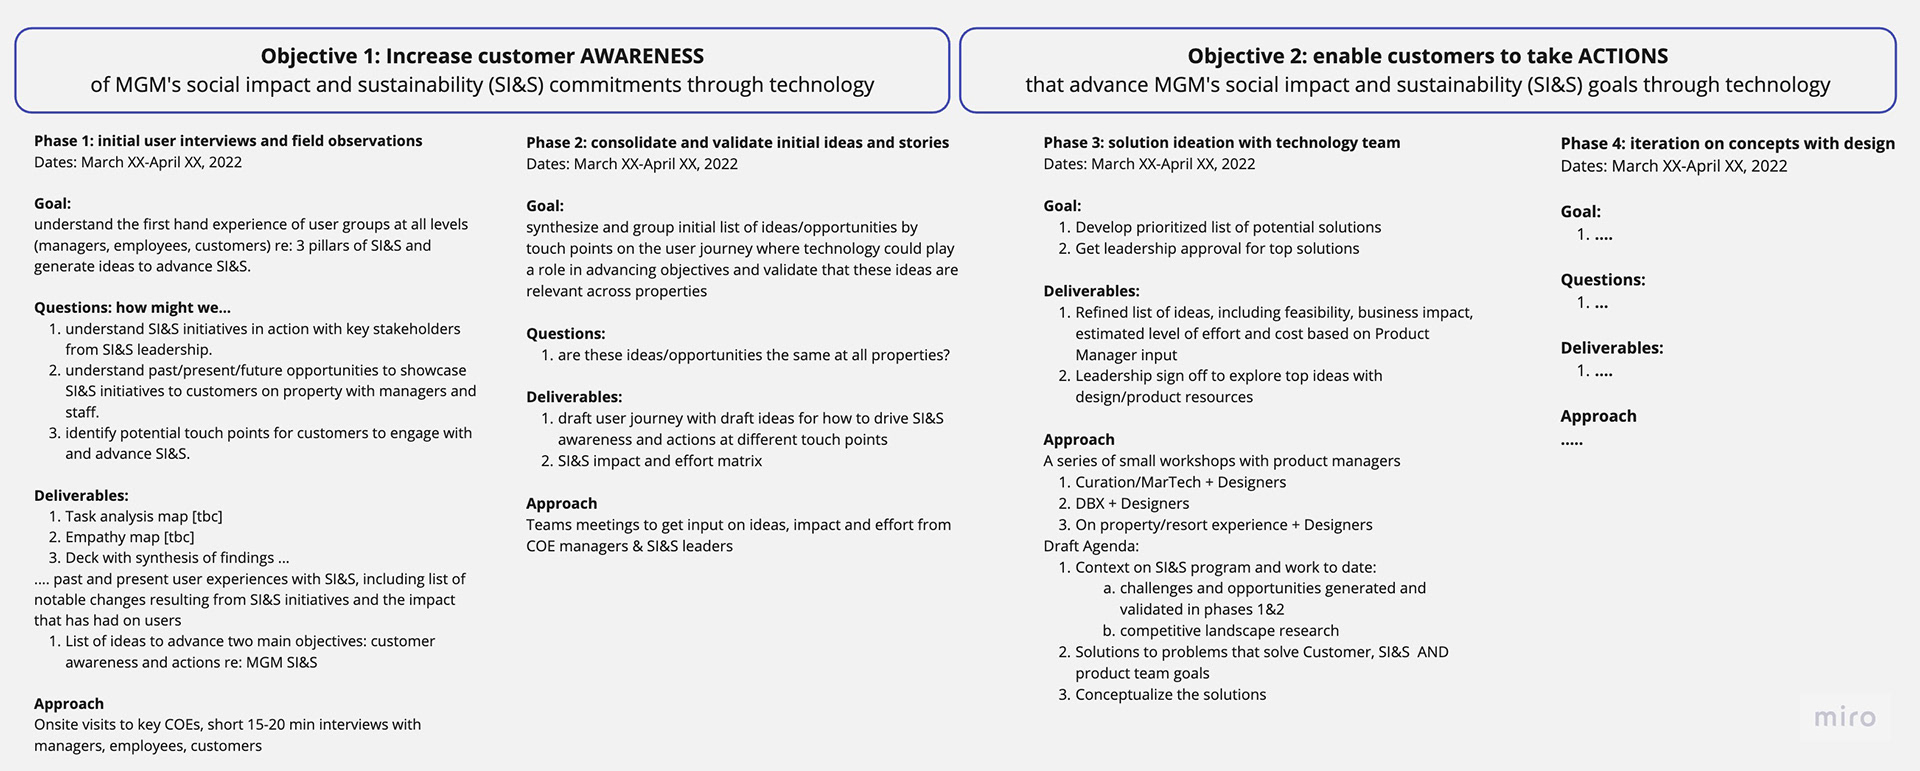 Objective 1: Increase customer AWARENESS
of MGM's social impact and sustainability (SI&S) commitments through technology
Objective 2: enable customers to take ACTIONS
that advance MGM's social impact and sustainability (SI&S) goals through technology
Phase 1: initial user interviews and field observations
Dates: March XX-April XX, 2022
Goal:
understand the first hand experience of user groups at all levels
(managers, employees, customers) re: 3 pillars of SI&S and
generate ideas to advance SI&S.
Questions: how might we...
1. understand SI&S initiatives in action with key stakeholders
from SI&S leadership.
2. understand past/present/future opportunities to showcase
SI&S initiatives to customers on property with managers and
staff.
3. identify potential touch points for customers to engage with
and advance SI&S.
Deliverables:
1. Task analysis map [tbc]
2. Empathy map [tbc]
3. Deck with synthesis of findings ...
.... past and present user experiences with SI&S, including list of
notable changes resulting from SI&S initiatives and the impact
that has had on users
1. List of ideas to advance two main objectives: customer
awareness and actions re: MGM SI&S
Approach
Onsite visits to key COEs, short 15-20 min interviews with
managers, employees, customers
Phase 2: consolidate and validate initial ideas and stories
Dates: March XX-April XX, 2022
Goal:
synthesize and group initial list of ideas/opportunities by
touch points on the user journey where technology could play
a role in advancing objectives and validate that these ideas are
relevant across properties
Questions:
1. are these ideas/opportunities the same at all properties?
Deliverables:
1. draft user journey with draft ideas for how to drive SI&S
awareness and actions at different touch points
2. SI&S impact and effort matrix
Approach
Teams meetings to get input on ideas, impact and effort from
COE managers & SI&S leaders
Phase 3: solution ideation with technology team
Dates: March XX-April XX, 2022
Goal:
1. Develop prioritized list of potential solutions
2. Get leadership approval for top solutions
Deliverables:
1. Refined list of ideas, including feasibility, business impact,
estimated level of effort and cost based on Product
Manager input
2. Leadership sign off to explore top ideas with
design/product resources
Approach
A series of small workshops with product managers
1. Curation/MarTech + Designers
2. DBX + Designers
3. On property/resort experience + Designers
Draft Agenda:
1. Context on SI&S program and work to date:
a. challenges and opportunities generated and
validated in phases 1&2
b. competitive landscape research
2. Solutions to problems that solve Customer, SI&S AND
product team goals
3. Conceptualize the solutions
Phase 4: iteration on concepts with design
Dates: March XX-April XX, 2022
Goal:
1. ....
Questions:
1. ...
Deliverables:
1. ....
Approach
.....
miro